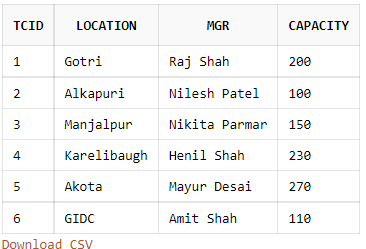 TCID LOCATION MGR CAPACITY
1 Gotri Raj Shah 200
2 Alkapuri Nilesh Patel 100
3 Manjalpur Nikita Parmar 150
4 Karelibaugh Henil Shah 230
5 Akota Mayur Desai 270
6 GIDC Amit Shah 110
Download CSV